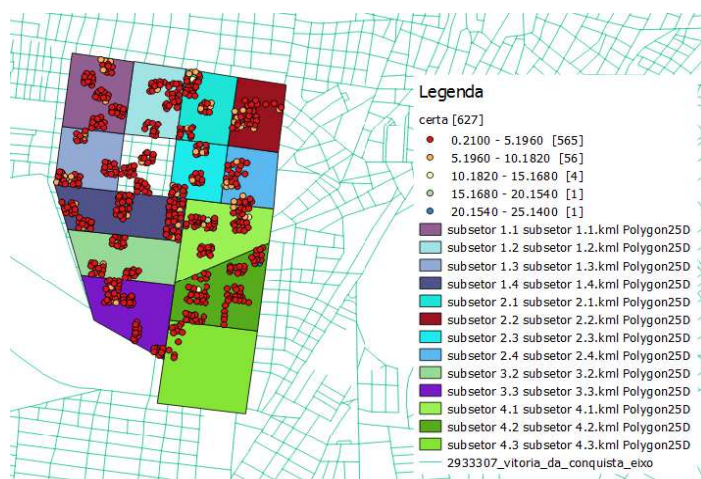 Legenda
certa [627]
0.2100 - 5.1960 [565]
5.1960 - 10.1820 [56]
10.1820 - 15.1680 [4]
15.1680 - 20.1540 [1]
20.1540 - 25.1400 [1]
subsetor 1.1 subsetor 1.1.kml Polygon25D
subsetor 1.2 subsetor 1.2.kml Polygon25D
subsetor 1.3 subsetor 1.3.kml Polygon25D
subsetor 1.4 subsetor 1.4.kml Polygon25D
subsetor 2.1 subsetor 2.1.kml Polygon25D
subsetor 2.2 subsetor 2.2.kml Polygon25D
subsetor 2.3 subsetor 2.3.kml Polygon25D
subsetor 2.4 subsetor 2.4.kml Polygon25D
subsetor 3.2 subsetor 3.2.kml Polygon25D
subsetor 3.3 subsetor 3.3.kml Polygon25D
subsetor 4.1 subsetor 4.1.kml Polygon25D
subsetor 4.2 subsetor 4.2.kml Polygon25D
subsetor 4.3 subsetor 4.3.kml Polygon25D
2933307_vitoria_da_conquista_eixo